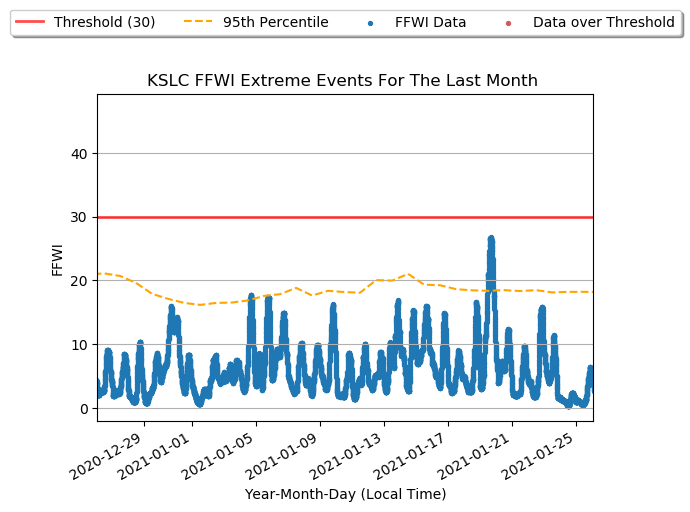 Threshold (30) 95th Percentile FFWI Data Data over Threshold
KSLC FFWI Extreme Events For The Last Month
FFWI
40
30
20
10
0
2020-12-29 2021-01-01 2021-01-05 2021-01-09 2021-01-13 2021-01-17 2021-01-21 2021-01-25
Year-Month-Day (Local Time)